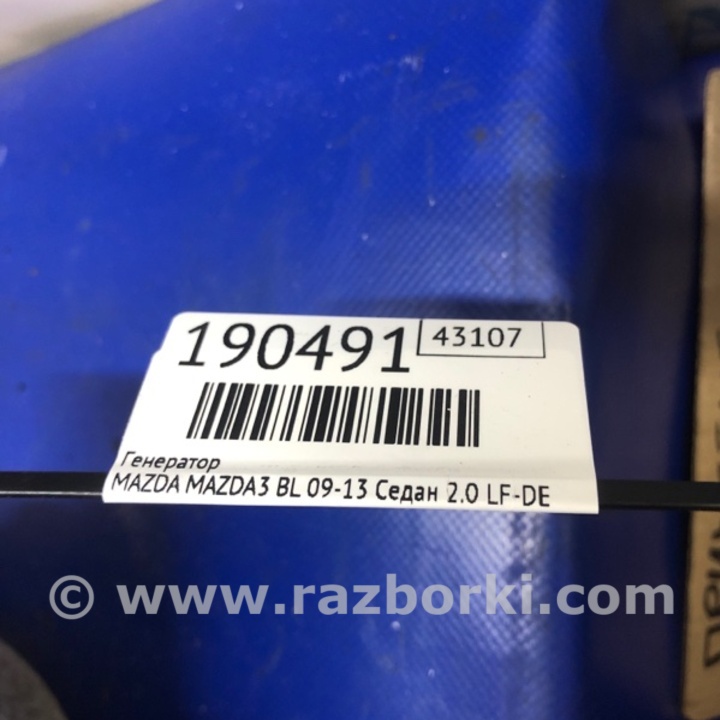 190491
43107
Генератор
MAZDA MAZDA3 BL 09-13 Седан 2.0 LF-DE
© www.razborki.com